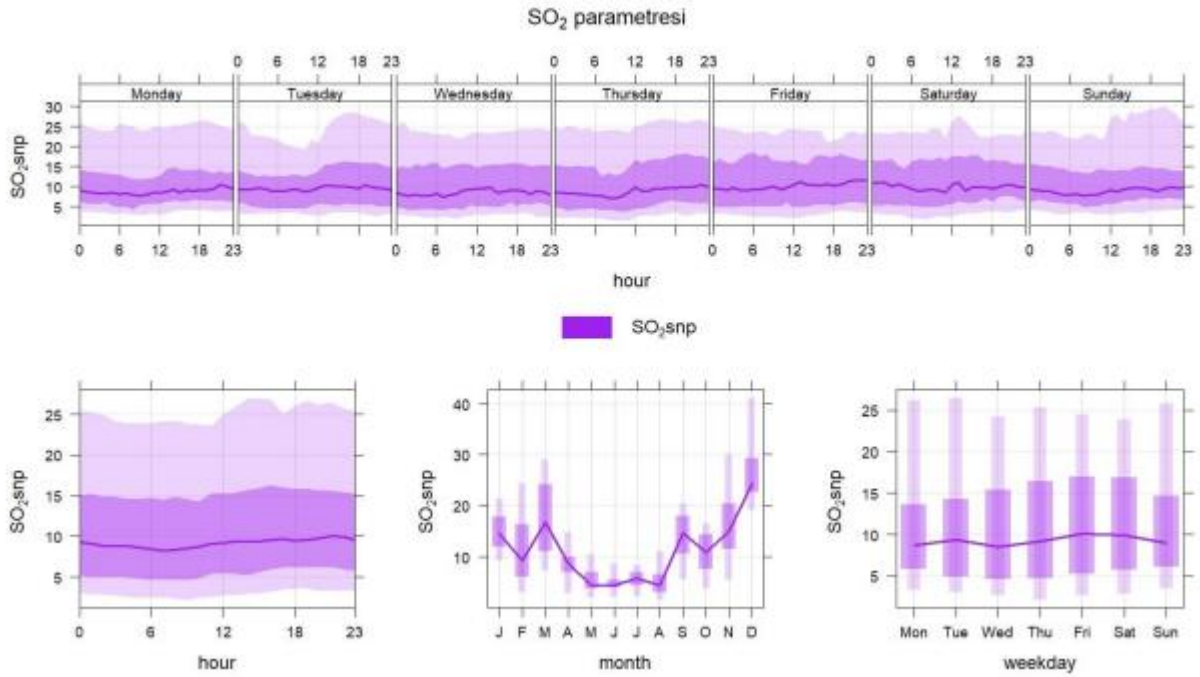 SO₂ parametresi
0 6 12 18 23 0 6 12 18 23 0 6 12 18 23
Monday Tuesday Wednesday Thursday Friday Saturday Sunday
SO₂snp
30
25
20
15
10
5
0 6 12 18 23 0 6 12 18 23 0 6 12 18 23 0 6 12 18 23
hour
SO₂snp
SO₂snp
25
20
15
10
5
0 6 12 18 23
hour
SO₂snp
40
30
20
10
J F M A M J J A S O N D
month
SO₂snp
25
20
15
10
5
Mon Tue Wed Thu Fri Sat Sun
weekday